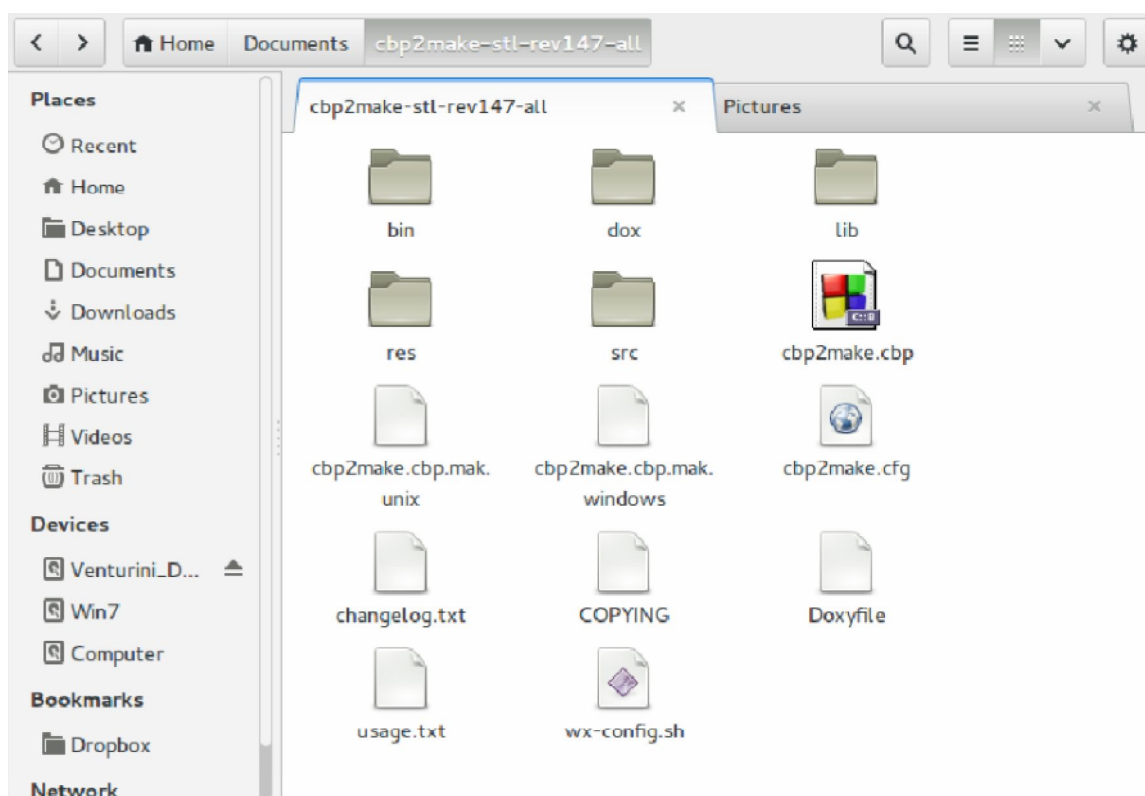 Home Documents cbp2make-stl-rev147-all
Places
Recent
Home
Desktop
Documents
Downloads
Music
Pictures
Videos
Trash
Devices
Venturini_D...
Win7
Computer
Bookmarks
Dropbox
Network
cbp2make-stl-rev147-all Pictures
bin dox lib
res src cbp2make.cbp
cbp2make.cbp.mak.
unix
cbp2make.cbp.mak.
windows
cbp2make.cfg
changelog.txt COPYING Doxyfile
usage.txt wx-config.sh